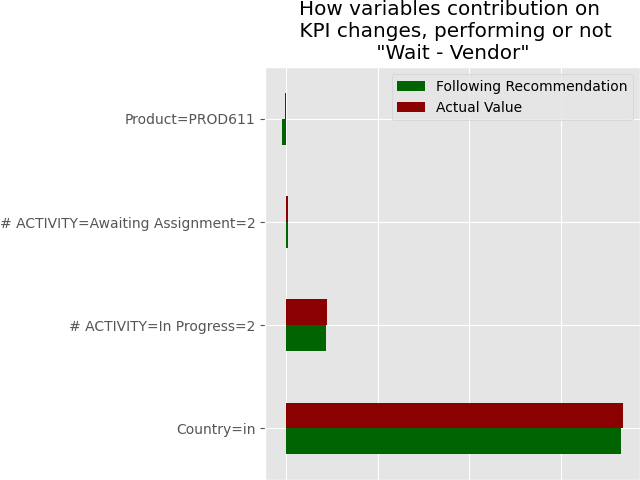 How variables contribution on
KPI changes, performing or not
"Wait - Vendor"
Following Recommendation
Actual Value
Product=PROD611
# ACTIVITY=Awaiting Assignment=2
# ACTIVITY=In Progress=2
Country=in